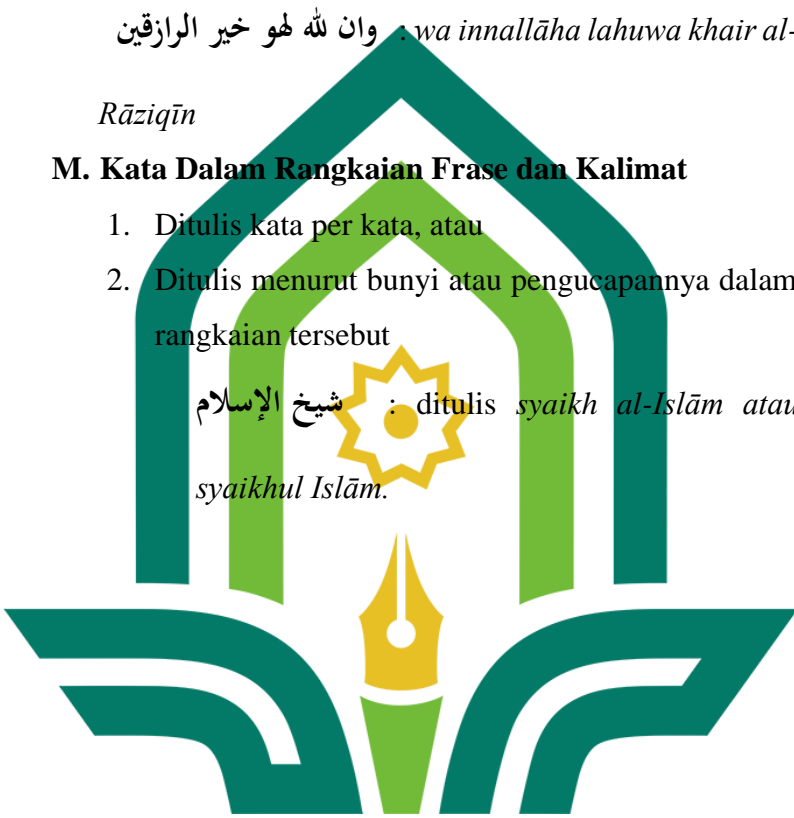 وان لله لهو خير الرازقين : wa innallāha lahuwa khair al-
Rāziqīn
M. Kata Dalam Rangkaian Frase dan Kalimat
1. Ditulis kata per kata, atau
2. Ditulis menurut bunyi atau pengucapannya dalam
rangkaian tersebut
شيخ الإسلام : ditulis syaikh al-Islām atau
syaikhul Islām.